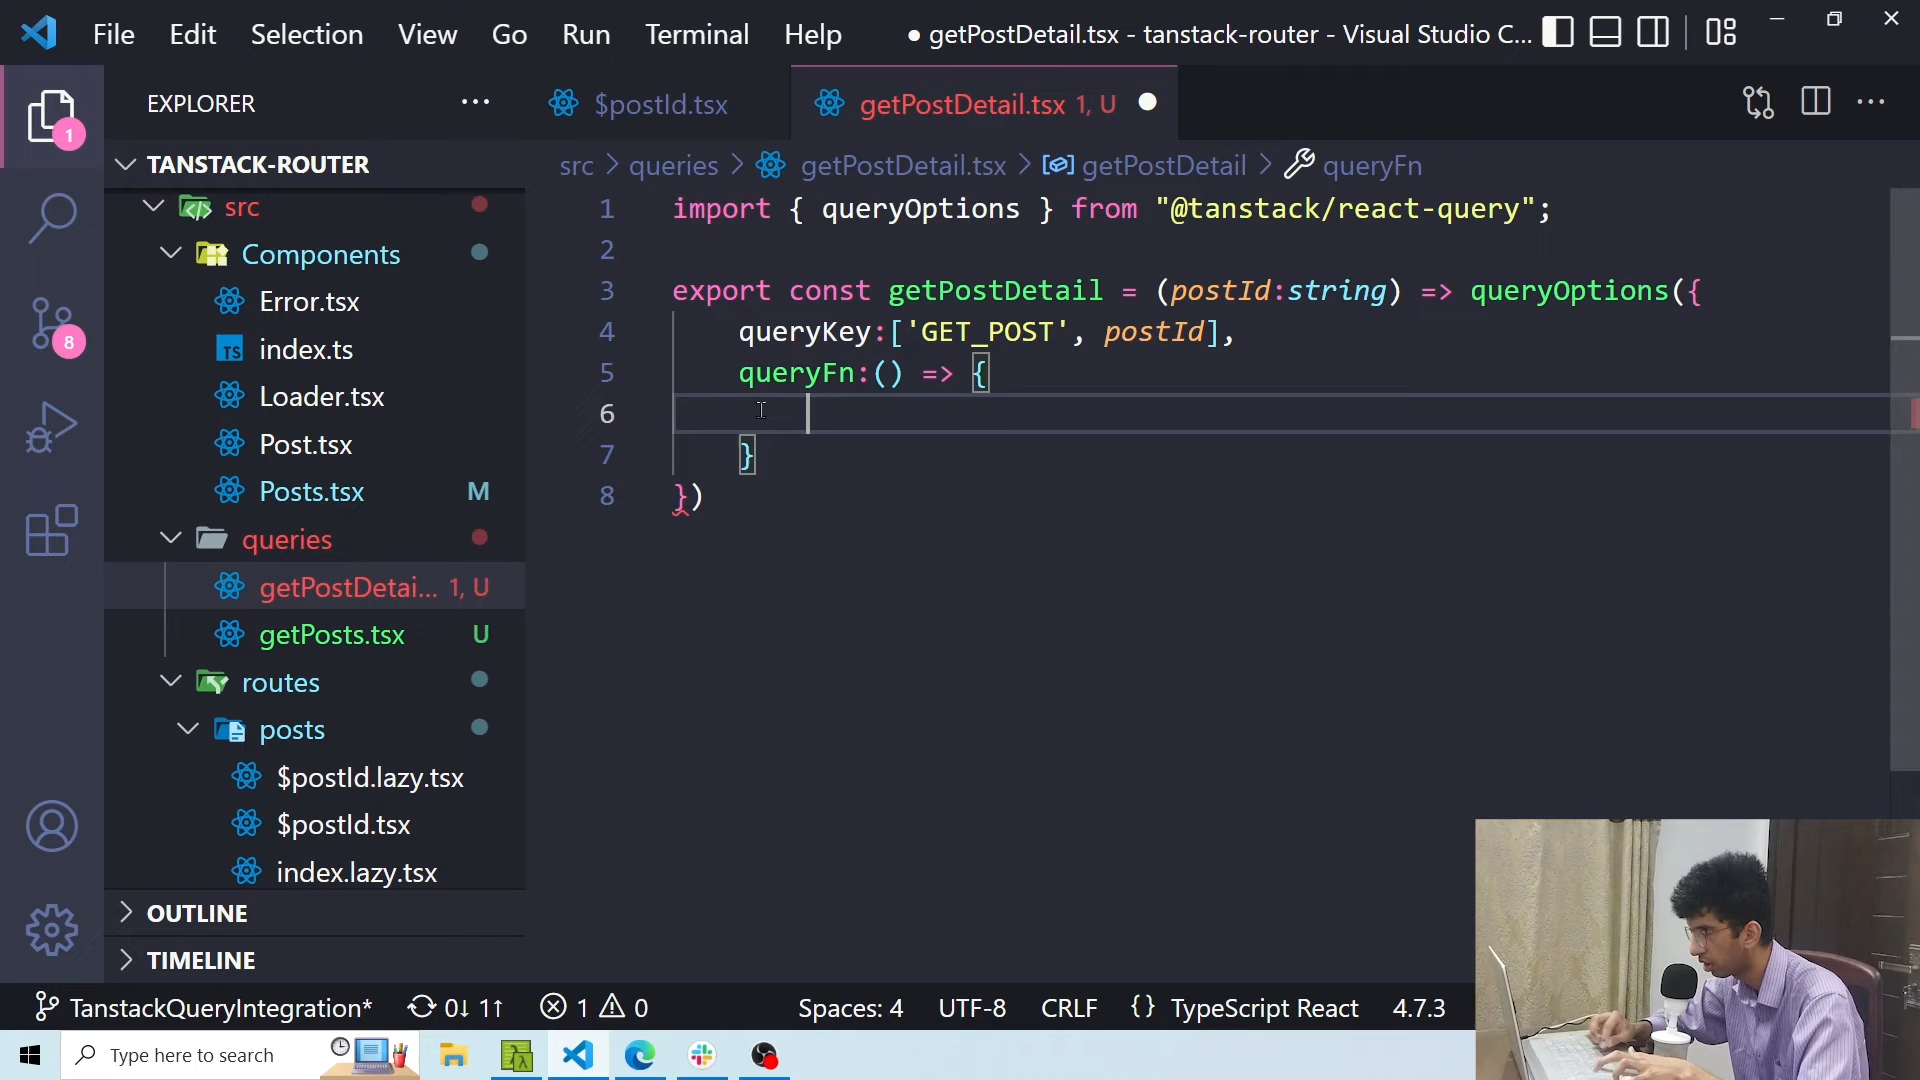 File Edit Selection View Go Run Terminal Help
● getPostDetail.tsx - tanstack-router - Visual Studio C...
1
8
EXPLORER ...
TANSTACK-ROUTER
src
Components
Error.tsx
TS index.ts
Loader.tsx
Post.tsx
Posts.tsx M
queries
getPostDetai... 1, U
getPosts.tsx U
routes
posts
$postId.lazy.tsx
$postId.tsx
index.lazy.tsx
OUTLINE
TIMELINE
$postId.tsx
getPostDetail.tsx 1, U ●
src > queries > getPostDetail.tsx > getPostDetail > queryFn
1 import { queryOptions } from "@tanstack/react-query";
2
3 export const getPostDetail = (postId:string) => queryOptions({
4 queryKey:['GET_POST', postId],
5 queryFn:() => {
6
7 }
8 })
TanstackQueryIntegration* 0↓ 1↑ 1 0 Spaces: 4 UTF-8 CRLF {} TypeScript React 4.7.3
Type here to search